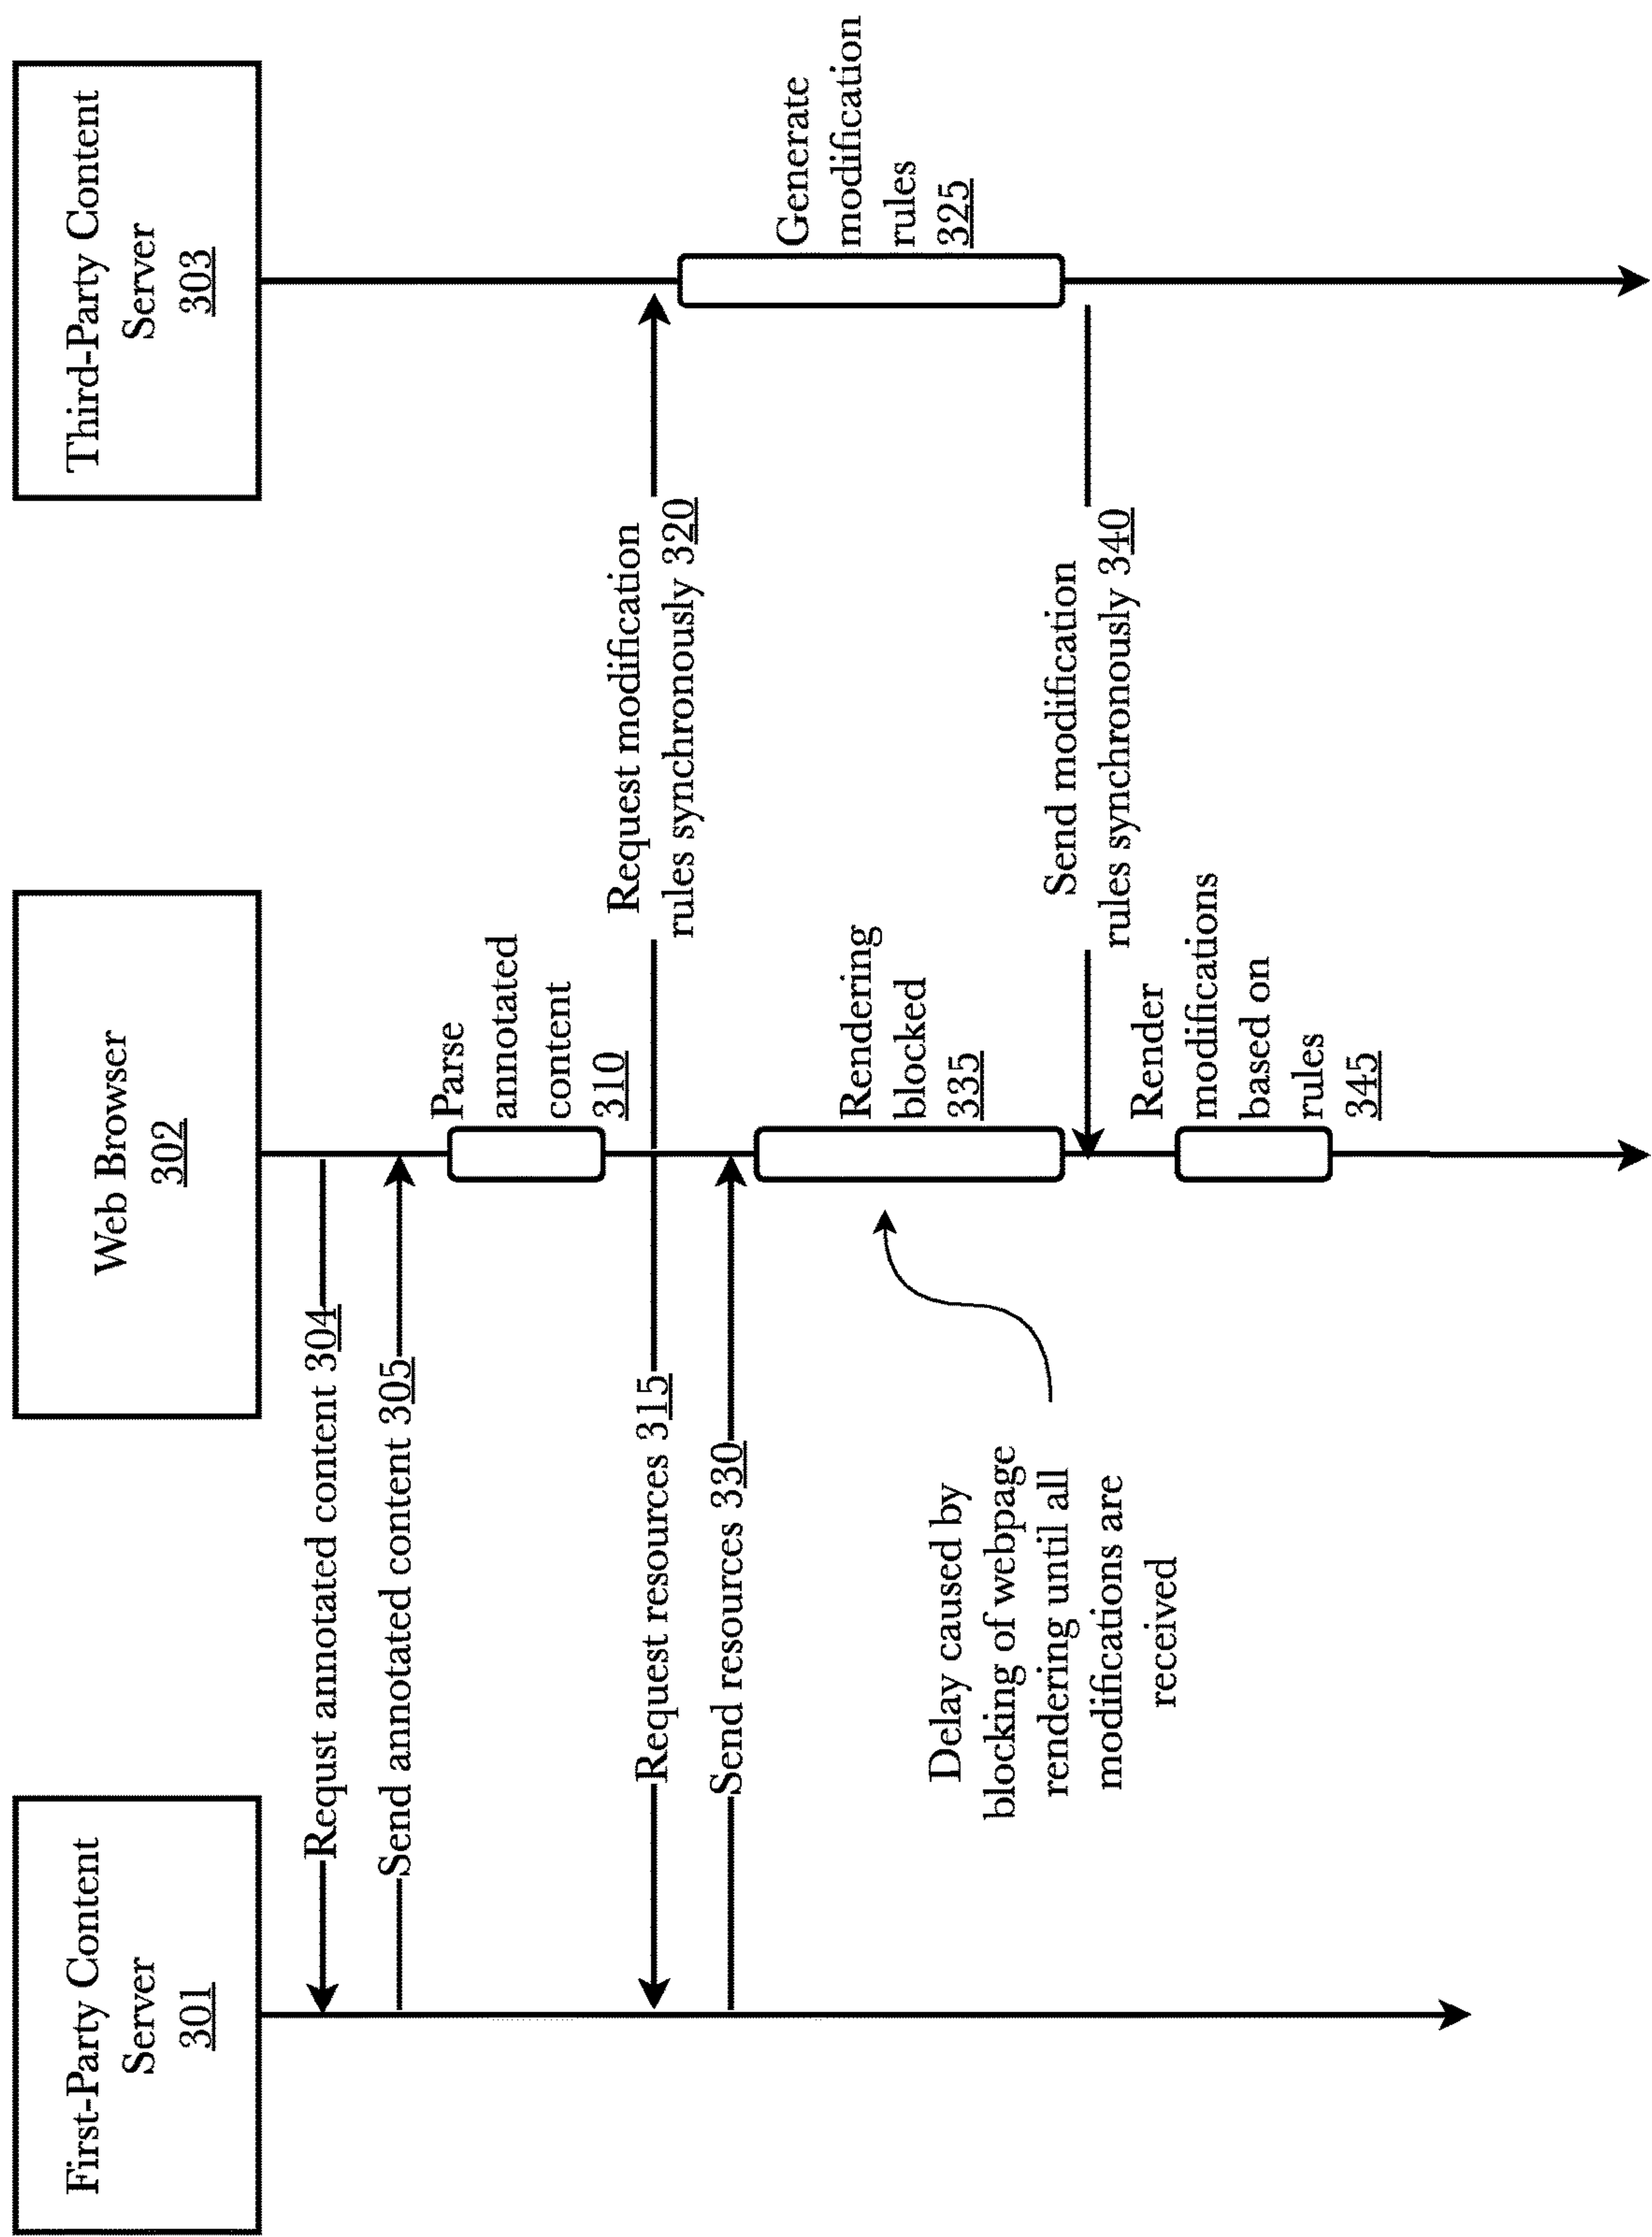 First-Party Content
Server
301
Web Browser
302
Third-Party Content
Server
303
Requst annotated content 304
Send annotated content 305
Parse
annotated
content
310
Request resources 315
Request modification
rules synchronously 320
Generate
modification
rules
325
Send resources 330
Rendering
blocked
335
Delay caused by
blocking of webpage
rendering until all
modifications are
received
Send modification
rules synchronously 340
Render
modifications
based on
rules
345